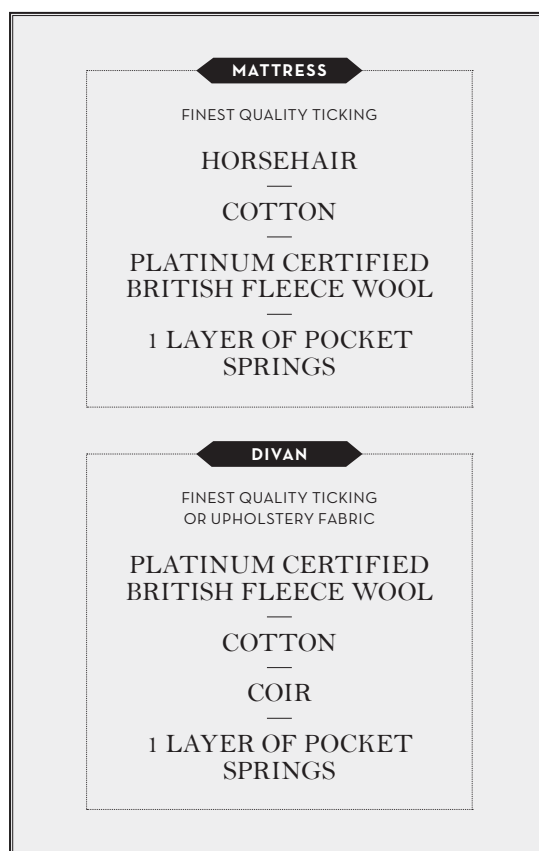 MATTRESS
FINEST QUALITY TICKING
HORSEHAIR
COTTON
PLATINUM CERTIFIED
BRITISH FLEECE WOOL
1 LAYER OF POCKET
SPRINGS
DIVAN
FINEST QUALITY TICKING
OR UPHOLSTERY FABRIC
PLATINUM CERTIFIED
BRITISH FLEECE WOOL
COTTON
COIR
1 LAYER OF POCKET
SPRINGS